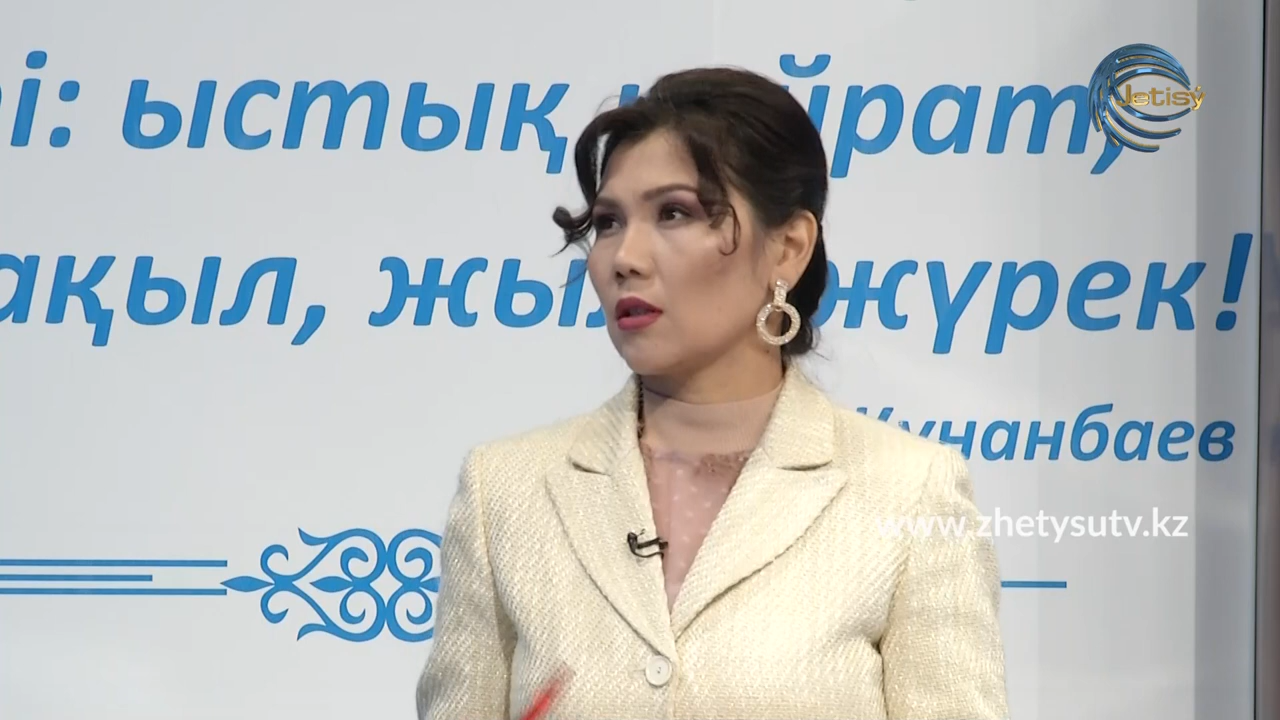 ыстық
Jetisý
ақыл, жүрек!
Құнанбаев
www.zhetysutv.kz